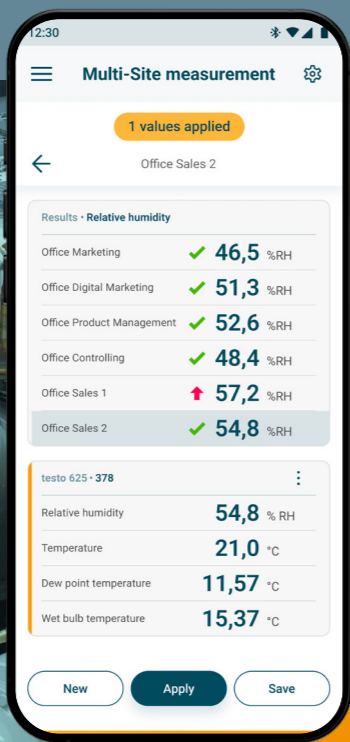 12:30
Multi-Site measurement
1 values applied
Office Sales 2
Results · Relative humidity
Office Marketing 46,5 %RH
Office Digital Marketing 51,3 %RH
Office Product Management 52,6 %RH
Office Controlling 48,4 %RH
Office Sales 1 57,2 %RH
Office Sales 2 54,8 %RH
testo 625 · 378
Relative humidity 54,8 % RH
Temperature 21,0 °C
Dew point temperature 11,57 °C
Wet bulb temperature 15,37 °C
New Apply Save